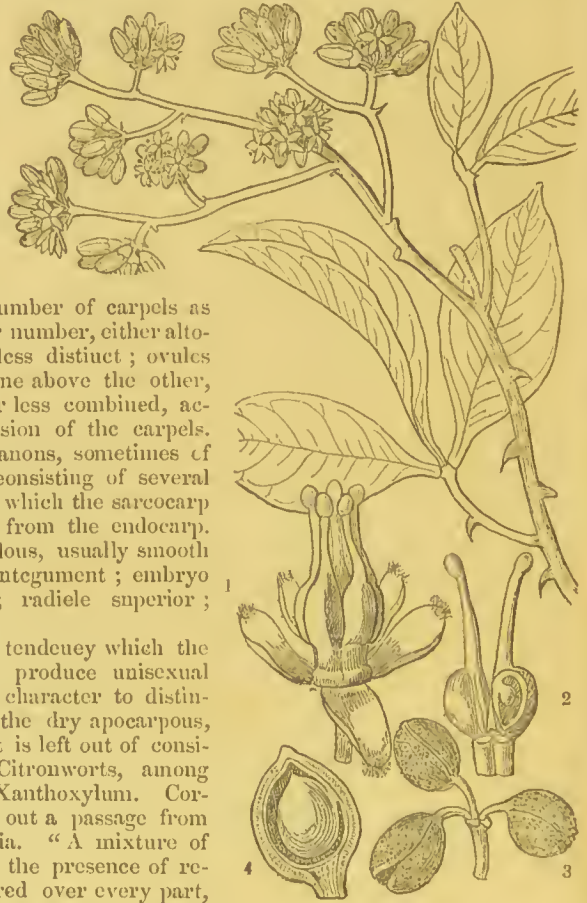 umber of carpels as
r number, either alto-
less distinct ; ovules
ne above the other,
r less combined, ac-
sion of the carpels.
anons, sometimes of
consisting of several
which the sarcocarp
from the endocarp.
lous, usually smooth
ntegument ; embryo
; radicle superior ;
tendency which the
produce unisexual
character to distin-
the dry apocarpous,
t is left out of consi-
Citronworts, among
Xanthoxylum. Cor-
out a passage from
ia. “A mixture of
the presence of re-
red over every part,
1
2
3
4